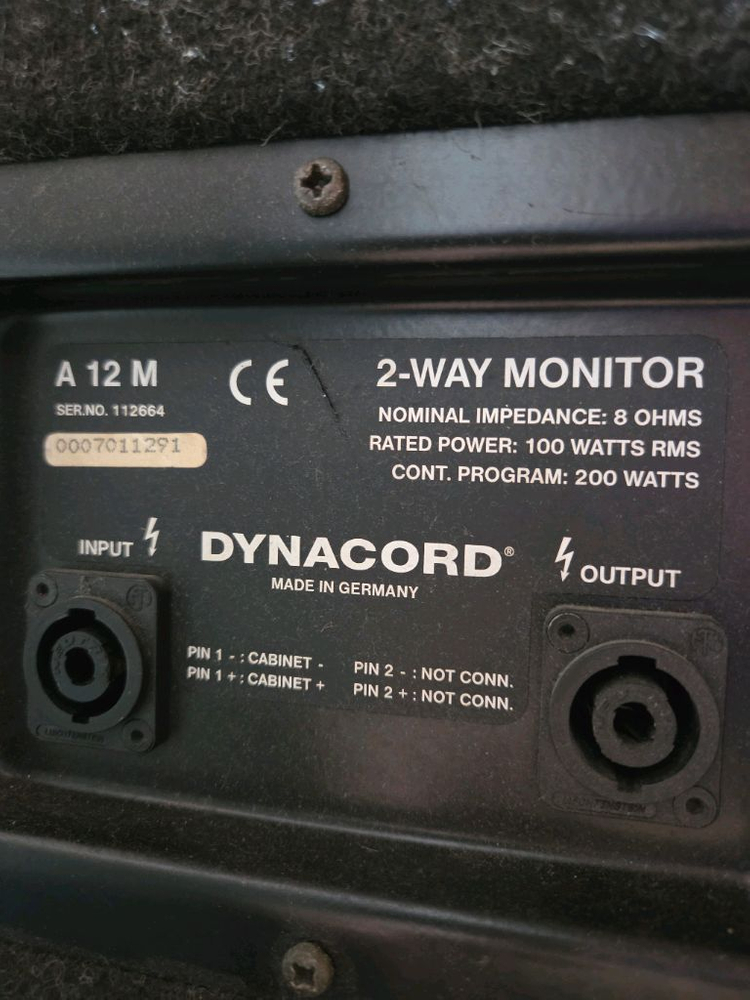 A 12 M
CE
2-WAY MONITOR
SER.NO. 112664
NOMINAL IMPEDANCE: 8 OHMS
0007011291
RATED POWER: 100 WATTS RMS
CONT. PROGRAM: 200 WATTS
INPUT
DYNACORD®
OUTPUT
MADE IN GERMANY
PIN 1 - : CABINET -
PIN 2 - : NOT CONN.
PIN 1 + : CABINET +
PIN 2 + : NOT CONN.